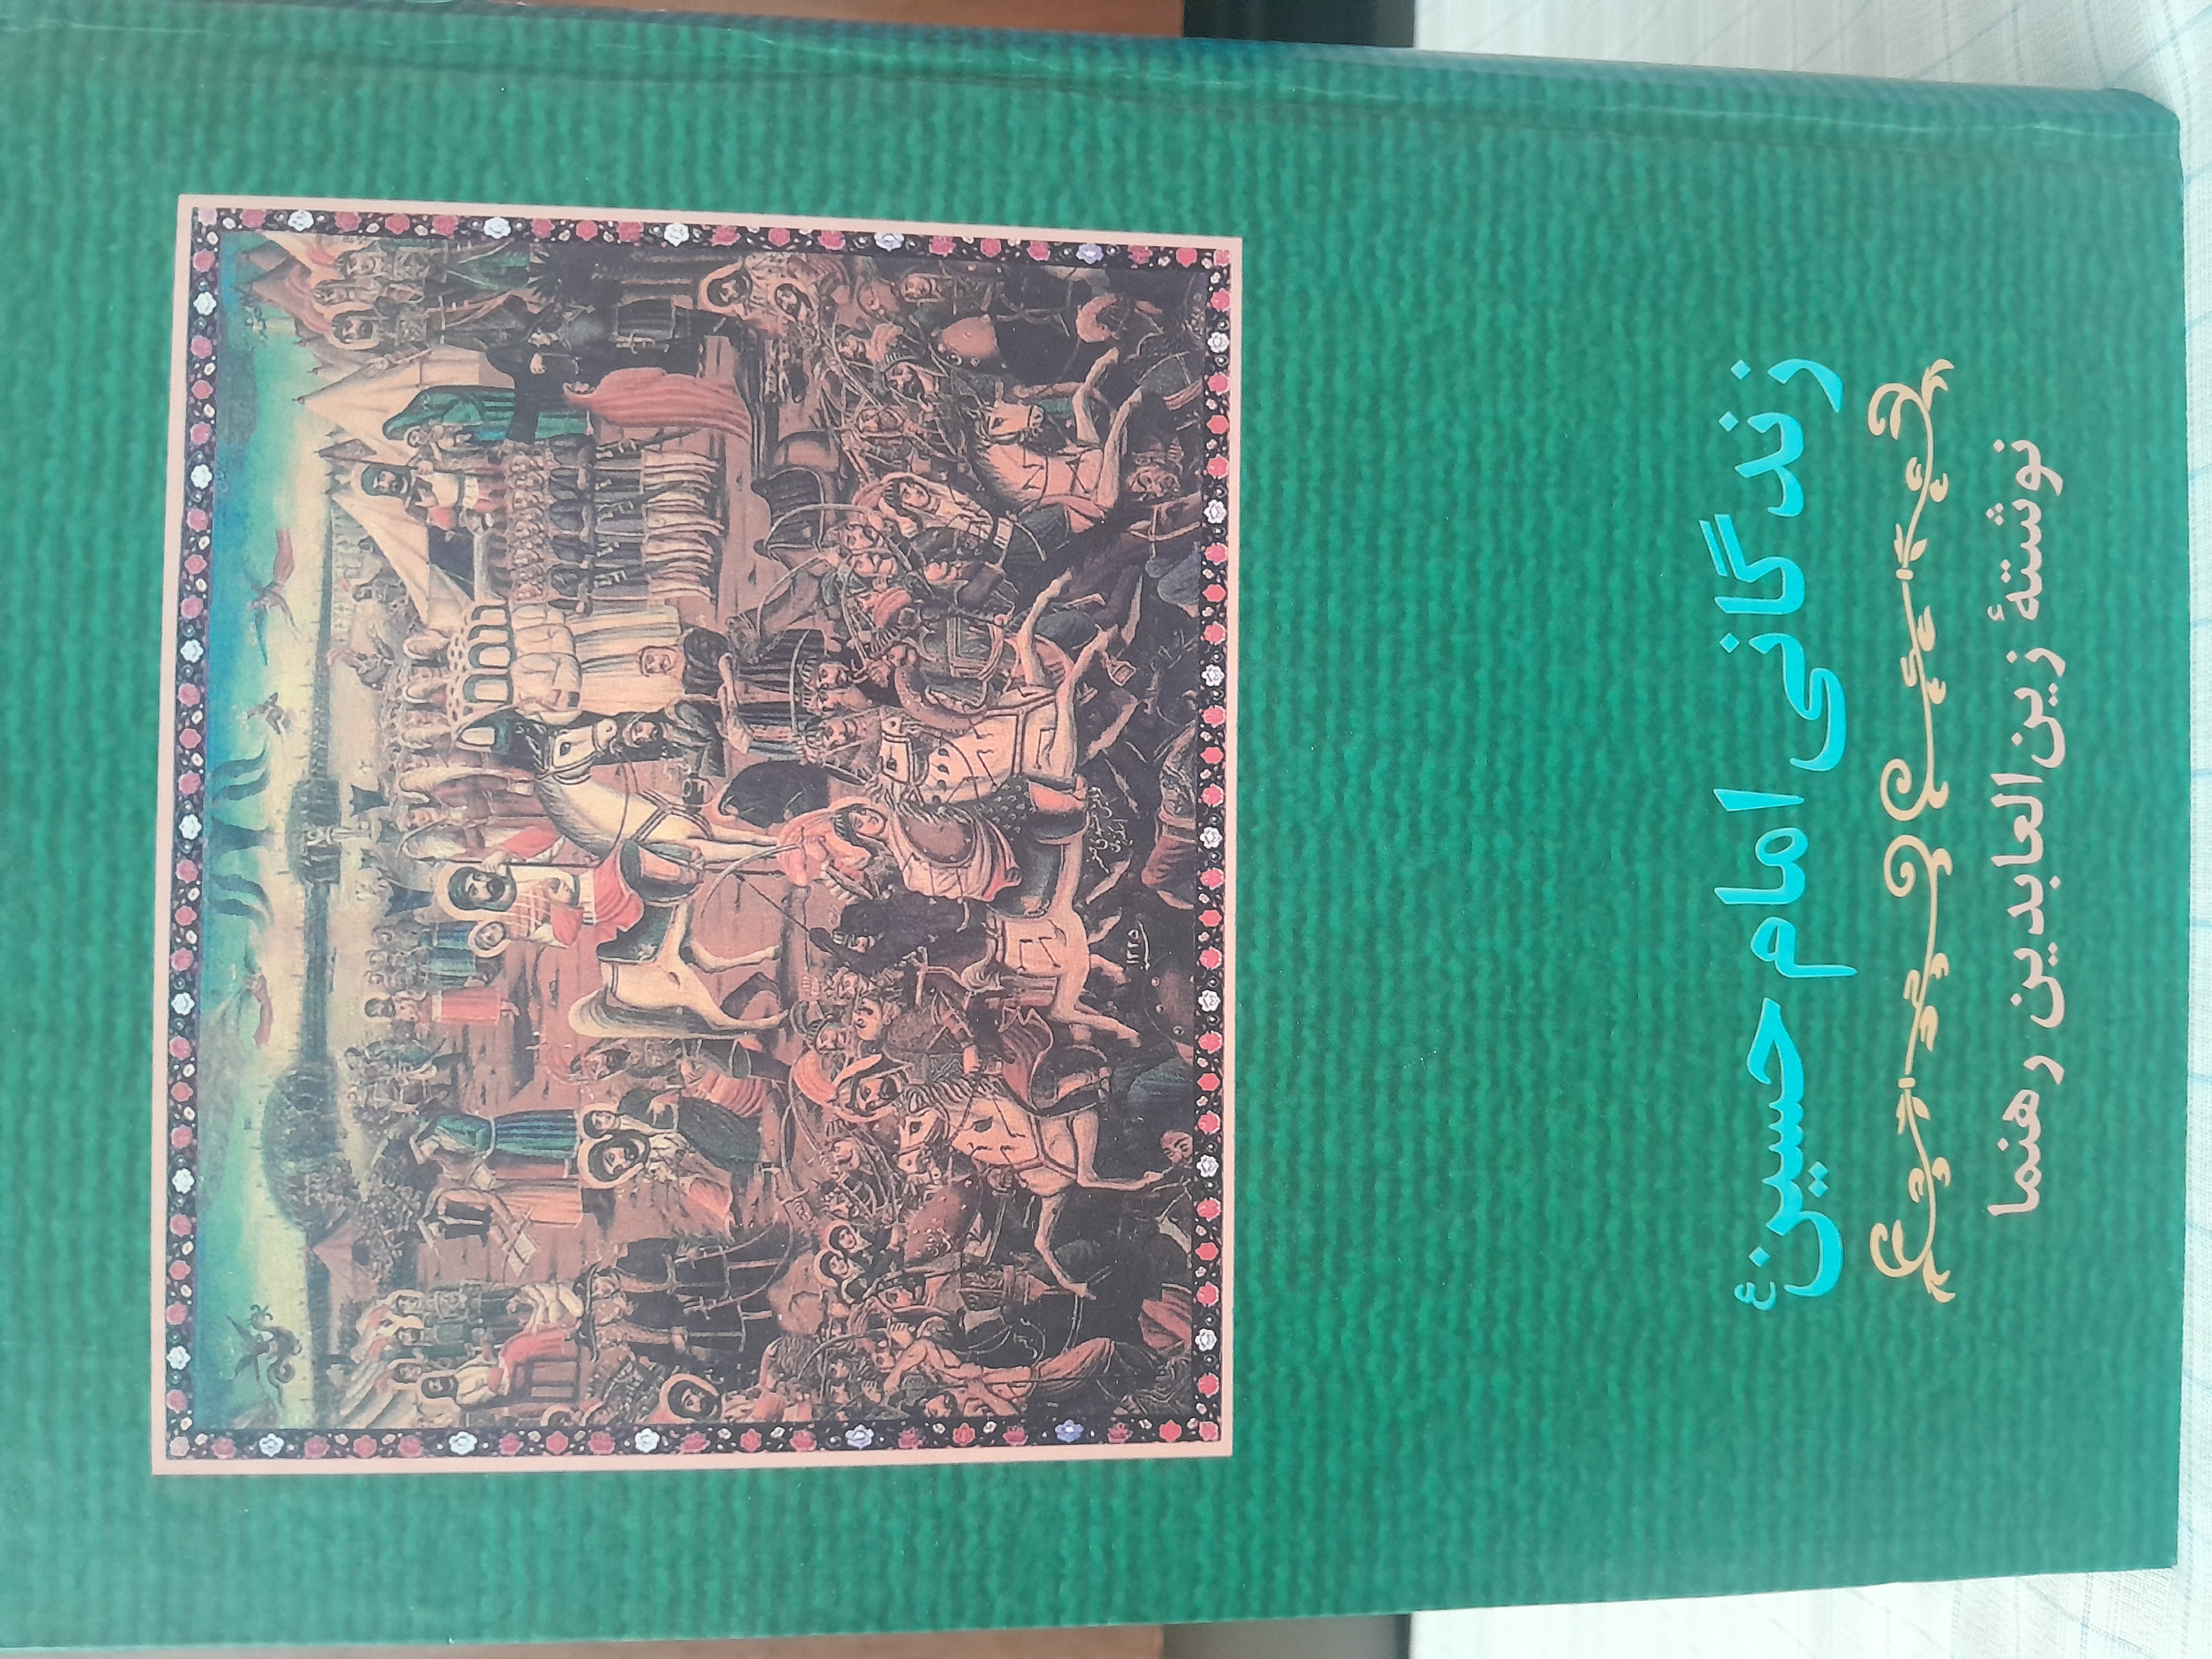 زندگانی امام حسین ع
نوشتهٔ زین‌العابدین رهنما